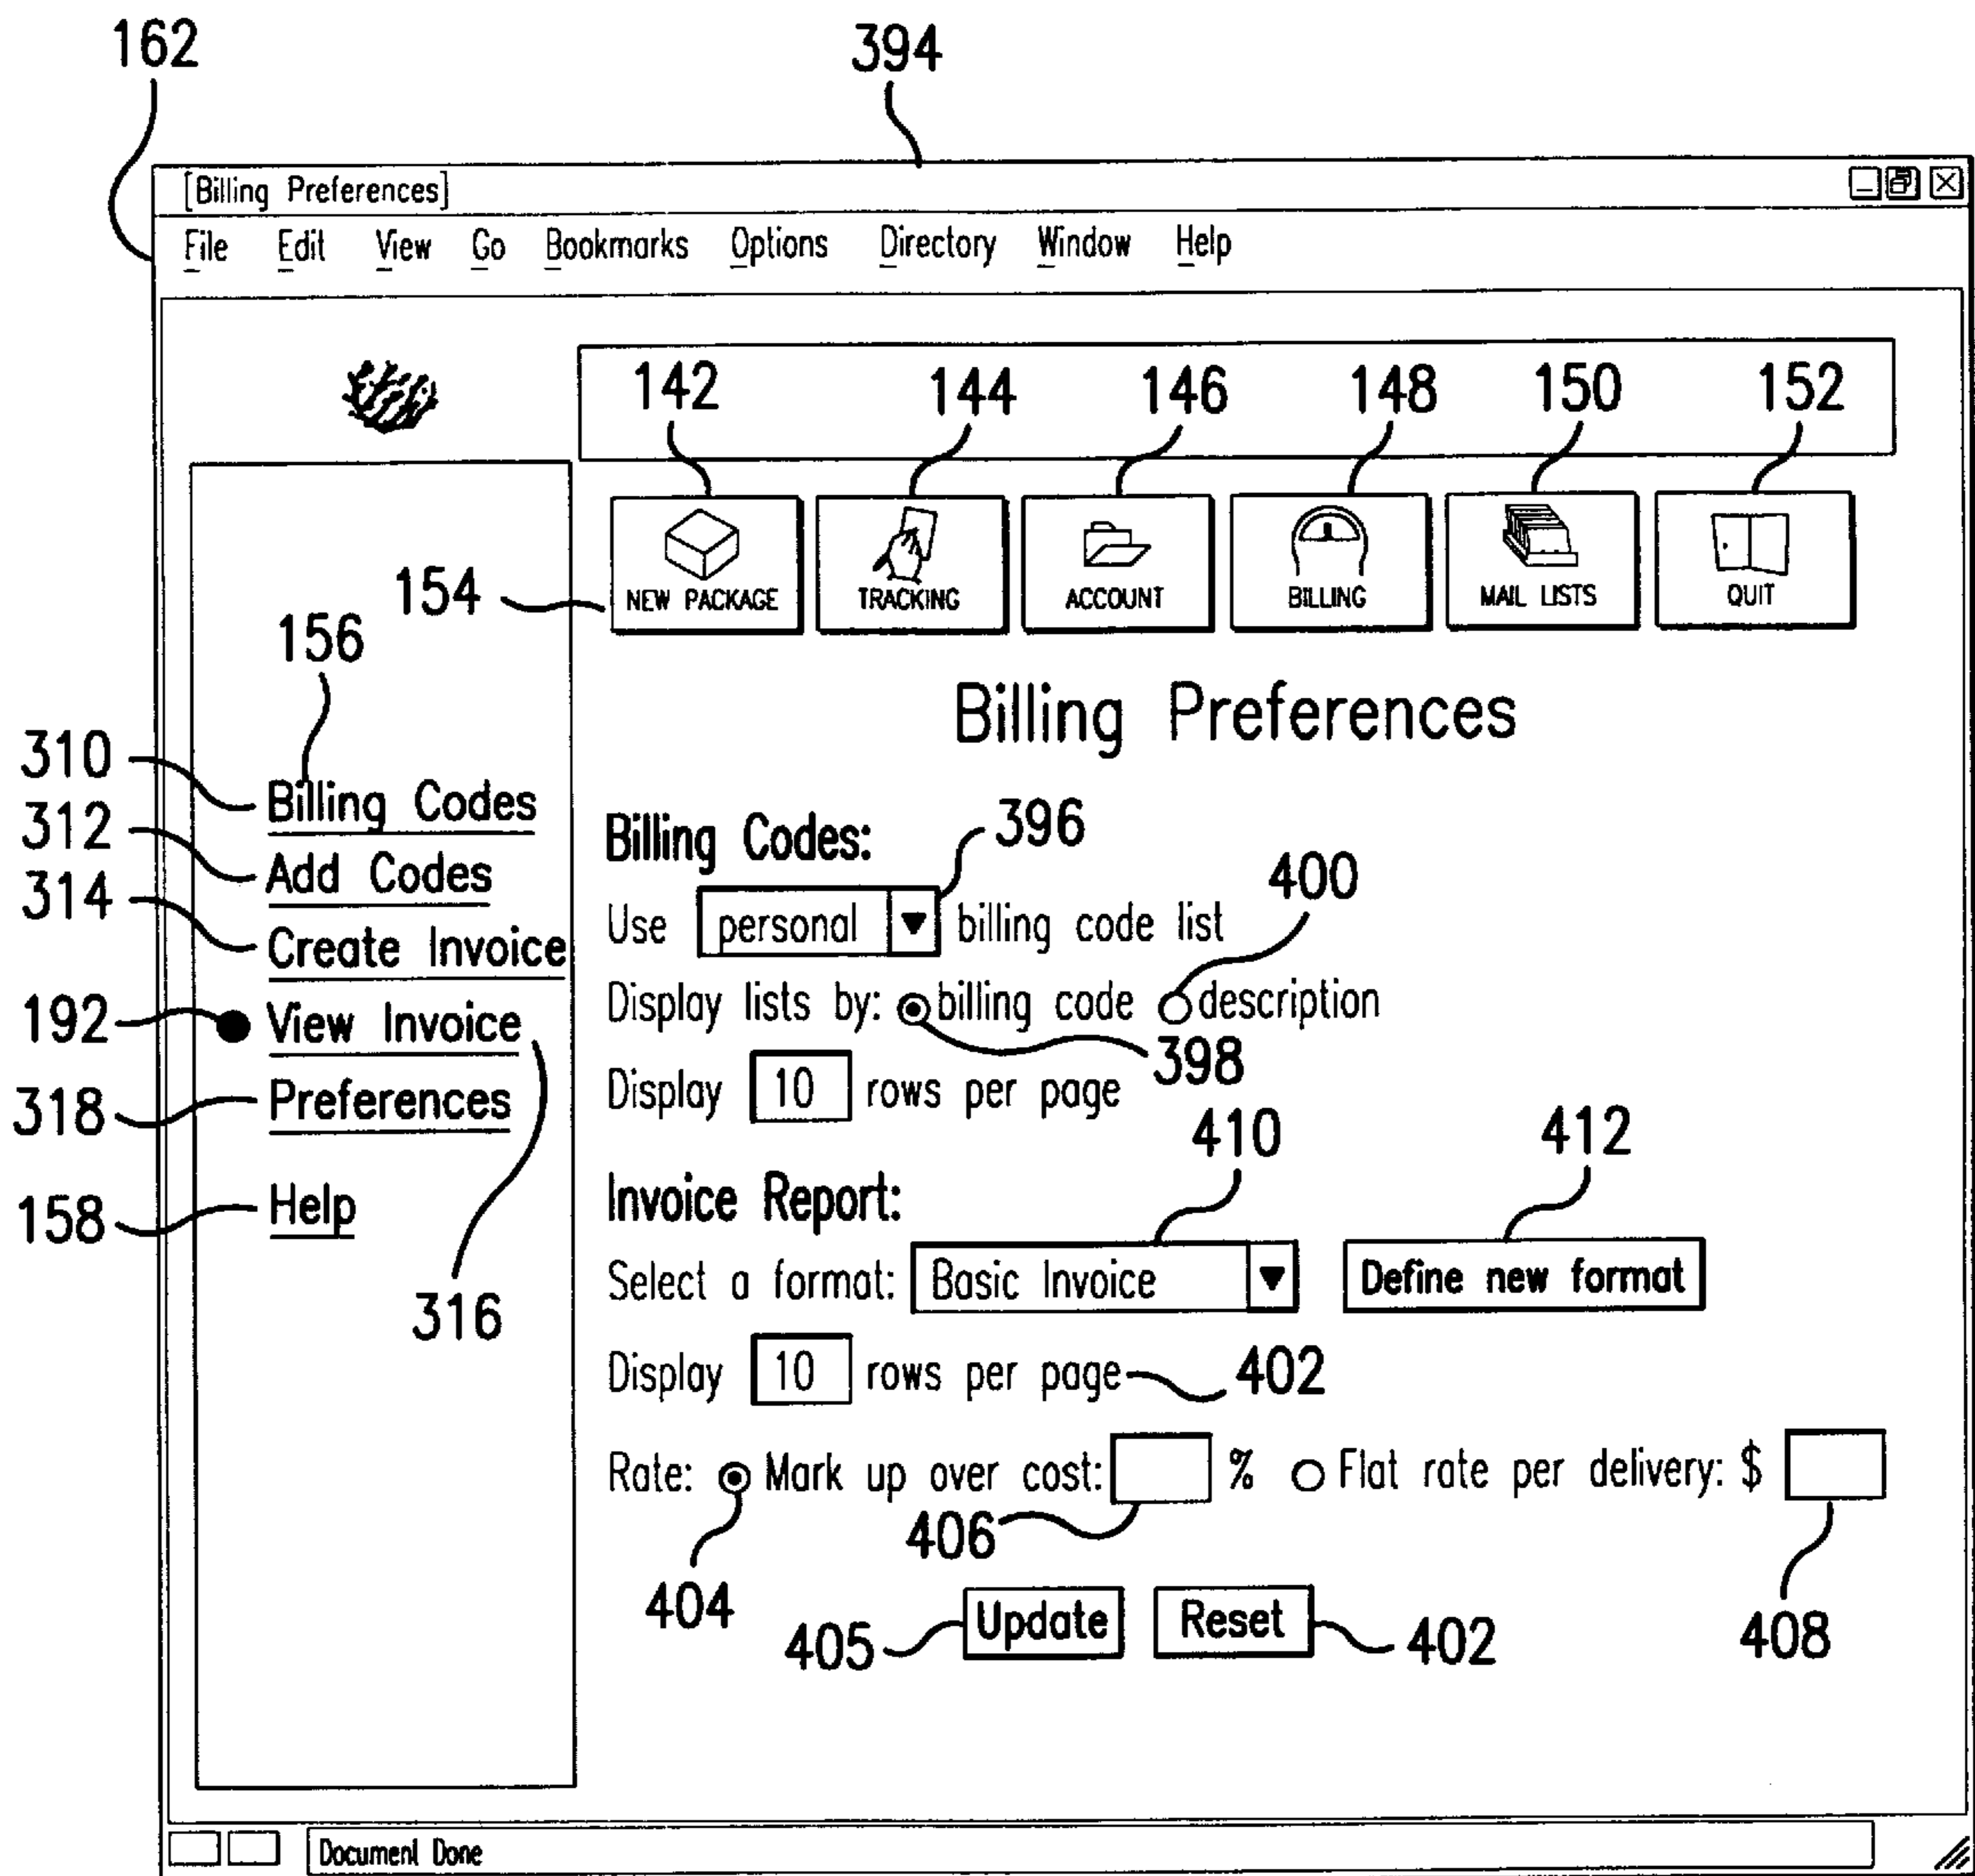 162
394
[Billing Preferences]
File Edit View Go Bookmarks Options Directory Window Help
142 144 146 148 150 152
154 NEW PACKAGE TRACKING ACCOUNT BILLING MAIL LISTS QUIT
156
Billing Preferences
310 Billing Codes
312 Add Codes
314 Create Invoice
192 View Invoice
318 Preferences
158 Help
316
Billing Codes: 396
400
Use personal billing code list
Display lists by: billing code description
398
Display 10 rows per page
410 412
Invoice Report:
Select a format: Basic Invoice Define new format
Display 10 rows per page 402
Rate: Mark up over cost: % Flat rate per delivery: $
406
404 408
405 Update Reset 402
Document Done